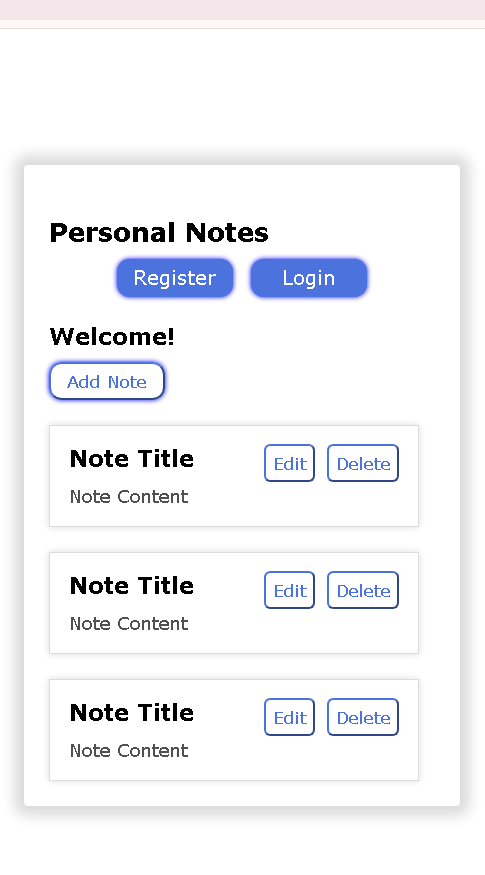 Personal Notes
Register Login
Welcome!
Add Note
Note Title Edit Delete
Note Content
Note Title Edit Delete
Note Content
Note Title Edit Delete
Note Content